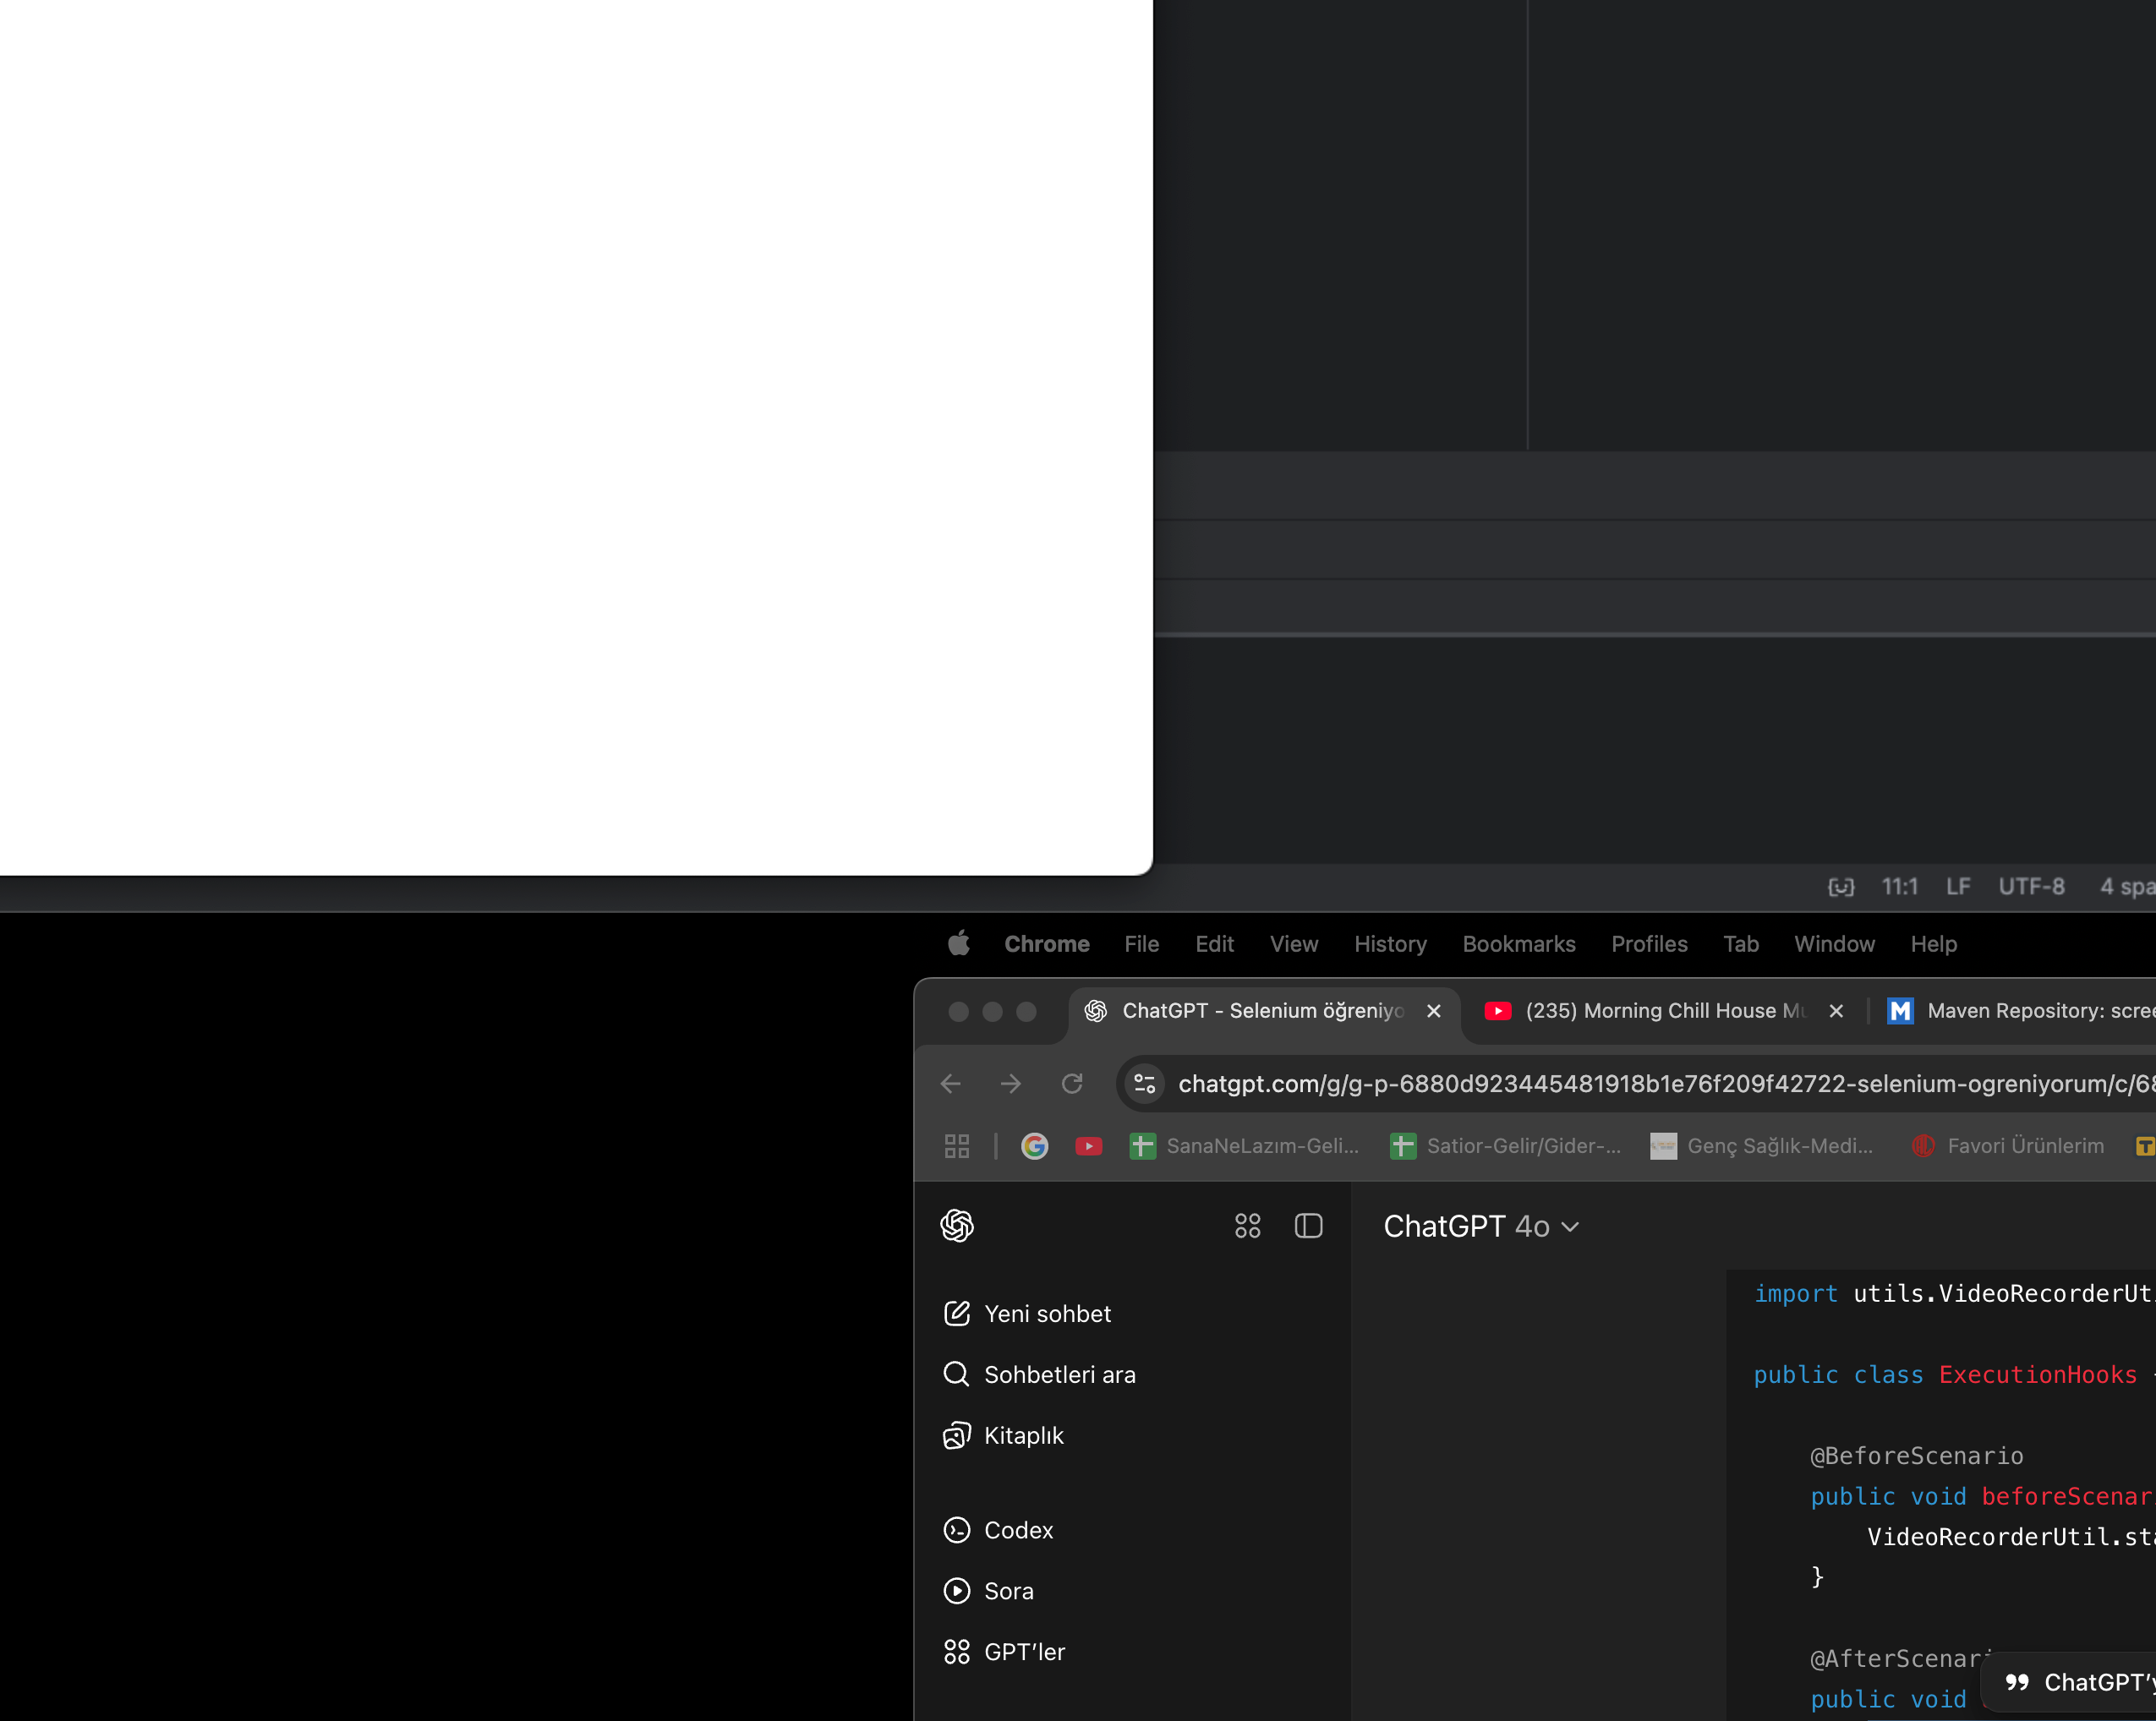 11:1 LF UTF-8 4 spa
Chrome File Edit View History Bookmarks Profiles Tab Window Help
ChatGPT - Selenium öğreniyo (235) Morning Chill House Mu Maven Repository: scree
chatgpt.com/g/g-p-6880d923445481918b1e76f209f42722-selenium-ogreniyorum/c/68
SanaNeLazım-Geli... Satior-Gelir/Gider-... Genç Sağlık-Medi... Favori Ürünlerim
ChatGPT 4o
import utils.VideoRecorderUt
Yeni sohbet
public class ExecutionHooks
Sohbetleri ara
Kitaplık
@BeforeScenario
public void beforeScenar
Codex
VideoRecorderUtil.sta
}
Sora
GPT'ler
@AfterScenar
ChatGPT'y
public void